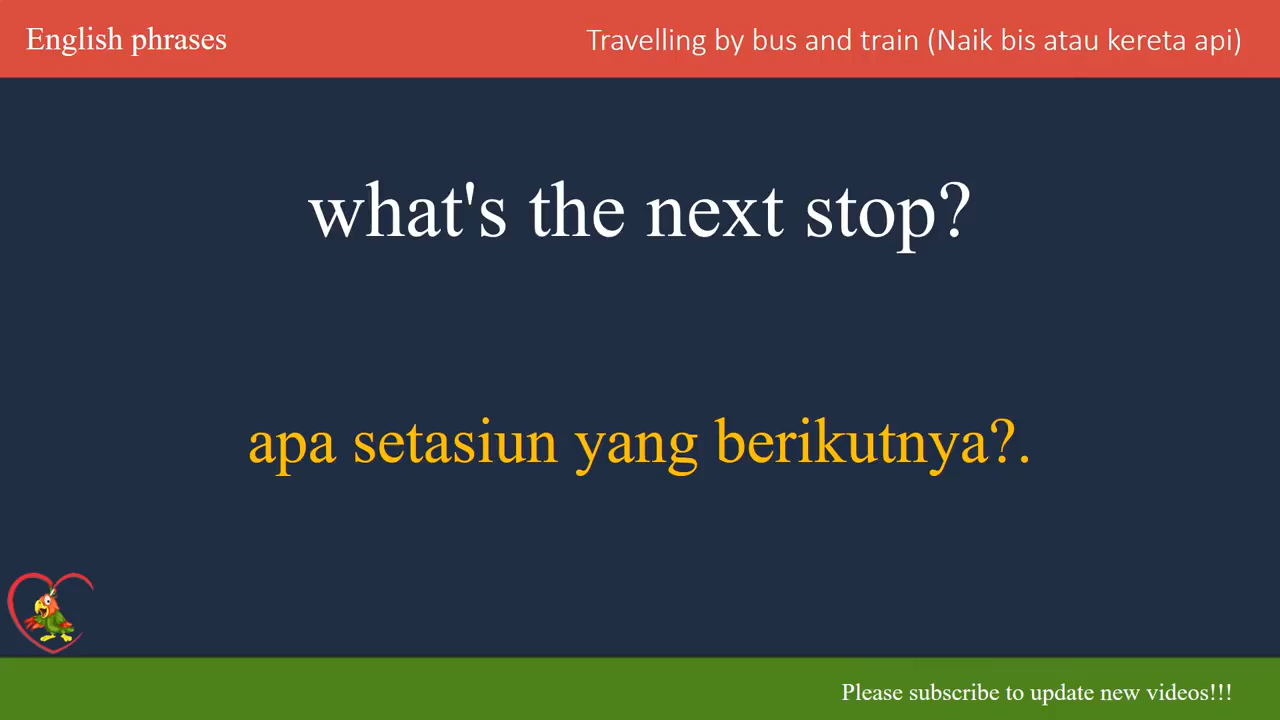 English phrases
Travelling by bus and train (Naik bis atau kereta api)
what's the next stop?
apa setasiun yang berikutnya?.
Please subscribe to update new videos!!!